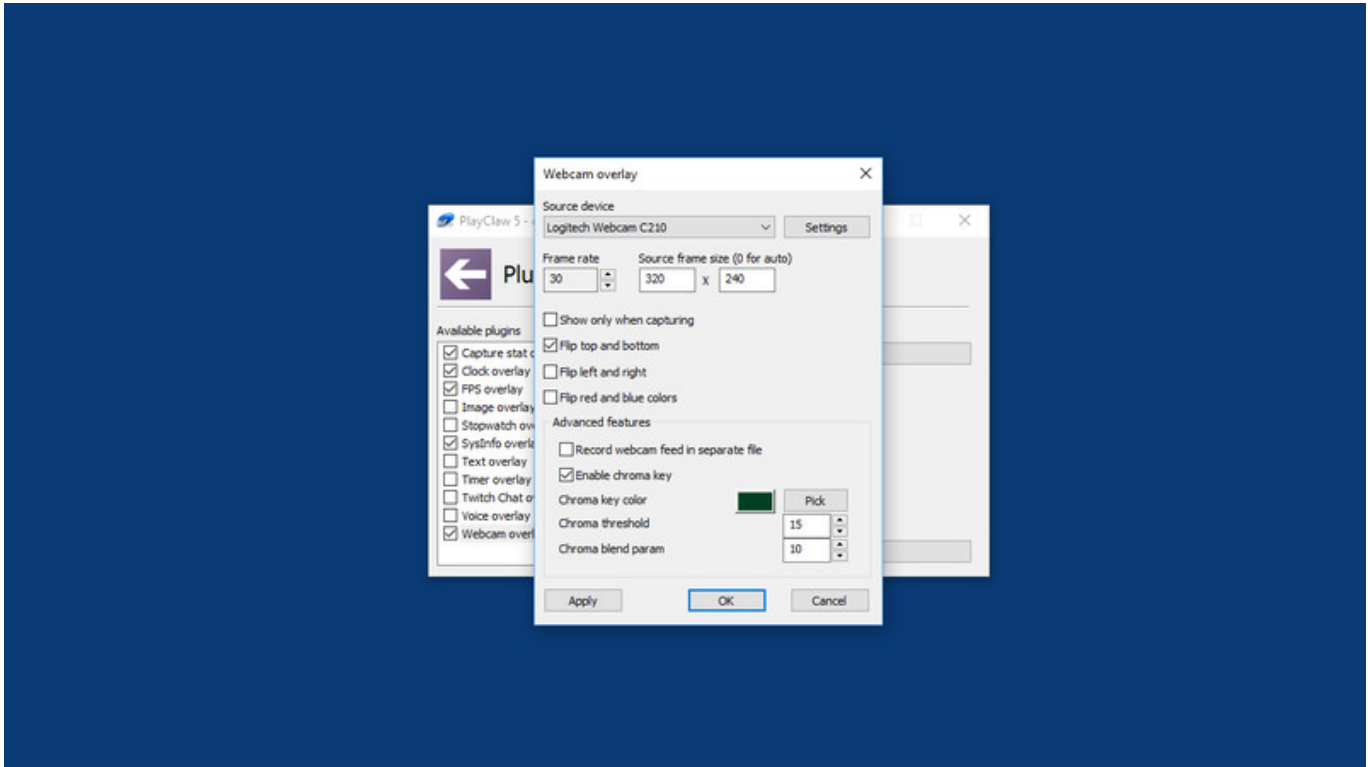 Webcam overlay
Source device
Logitech Webcam C210
Settings
Frame rate
Source frame size (0 for auto)
30
320 x 240
Show only when capturing
Flip top and bottom
Flip left and right
Flip red and blue colors
Advanced features
Record webcam feed in separate file
Enable chroma key
Chroma key color
Pick
Chroma threshold
15
Chroma blend param
10
Apply
OK
Cancel
PlayClaw 5 -
Plu
Available plugins
Capture stat
Clock overlay
FPS overlay
Image overlay
Stopwatch ov
SysInfo overl
Text overlay
Timer overlay
Twitch Chat o
Voice overlay
Webcam overl